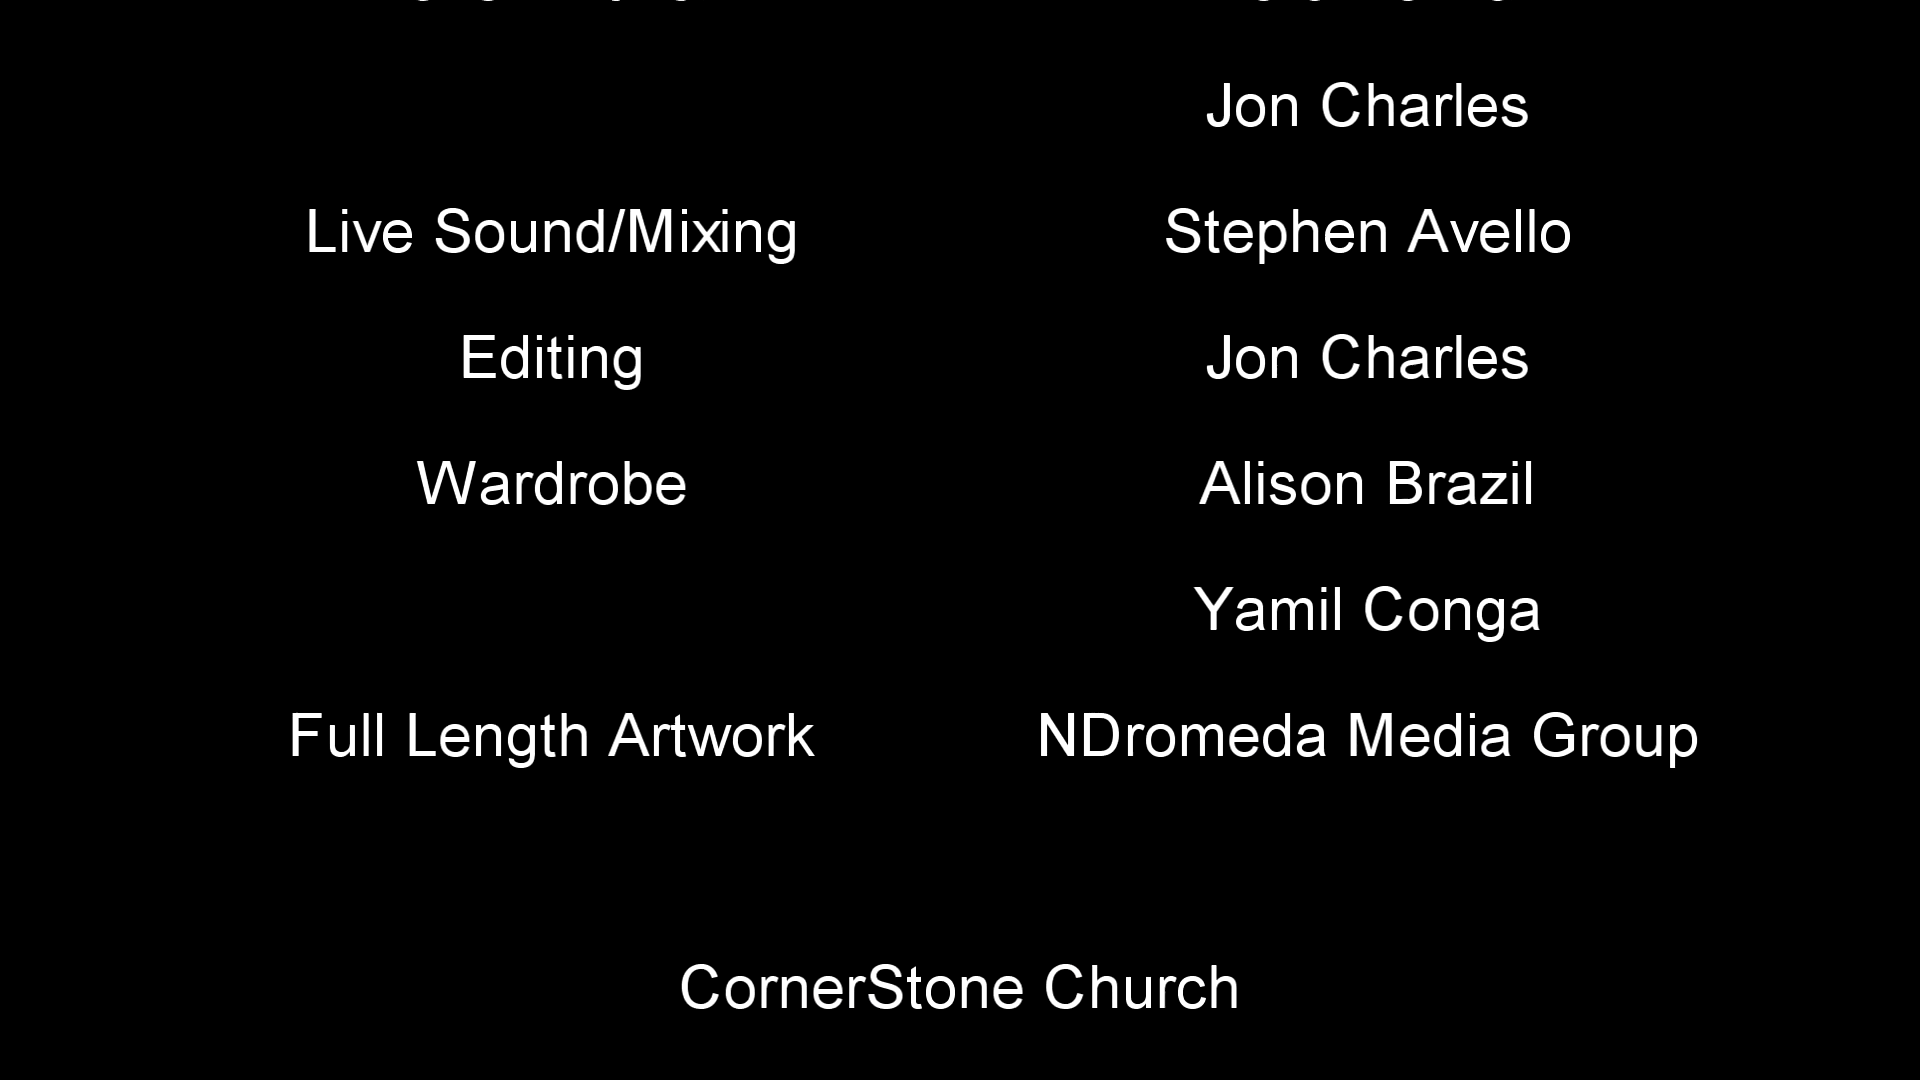 Jon Charles
Live Sound/Mixing Stephen Avello
Editing Jon Charles
Wardrobe Alison Brazil
Yamil Conga
Full Length Artwork NDromeda Media Group
CornerStone Church